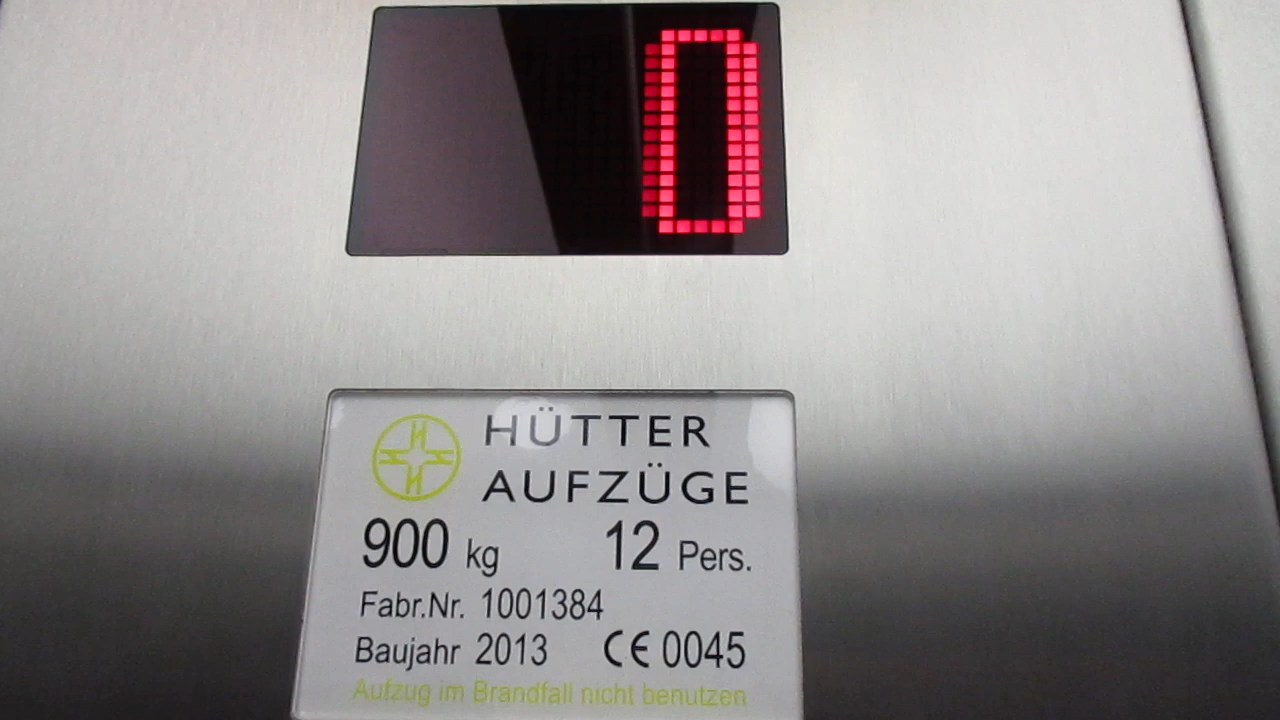 0
HÜTTER
AUFZÜGE
900 kg 12 Pers.
Fabr.Nr. 1001384
Baujahr 2013 CE 0045
Aufzug im Brandfall nicht benutzen